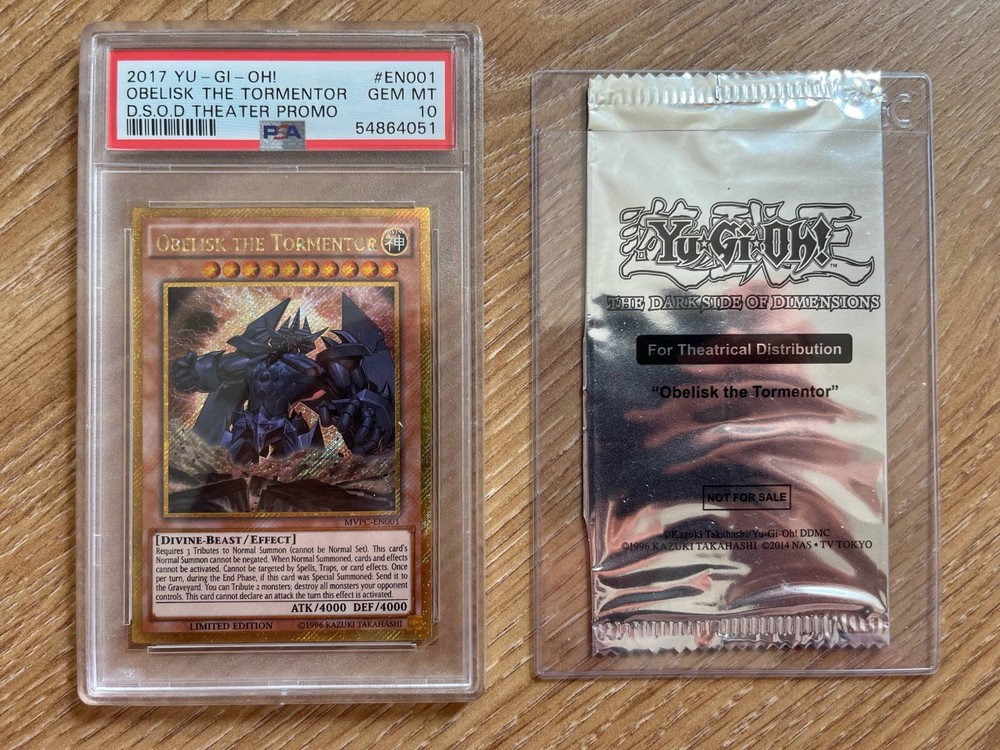 2017 YU-GI-OH! #EN001
OBELISK THE TORMENTOR GEM MT
D.S.O.D THEATER PROMO 10
PSA 54864051
OBELISK THE TORMENTOR 神
MVPC-EN001
[DIVINE-BEAST/EFFECT]
Requires 3 Tributes to Normal Summon (cannot be Normal Set). This card's
Normal Summon cannot be negated. When Normal Summoned, cards and effects
cannot be activated. Cannot be targeted by Spells, Traps, or card effects. Once
per turn, during the End Phase, if this card was Special Summoned: Send it to
the Graveyard. You can Tribute 2 monsters; destroy all monsters your opponent
controls. This card cannot declare an attack the turn this effect is activated.
ATK/4000 DEF/4000
LIMITED EDITION ©1996 KAZUKI TAKAHASHI
Yu-Gi-Oh!™
THE DARK SIDE OF DIMENSIONS
For Theatrical Distribution
“Obelisk the Tormentor”
NOT FOR SALE
©Kazuki Takahashi/Yu-Gi-Oh! DDMC
©1996 KAZUKI TAKAHASHI ©2014 NAS • TV TOKYO